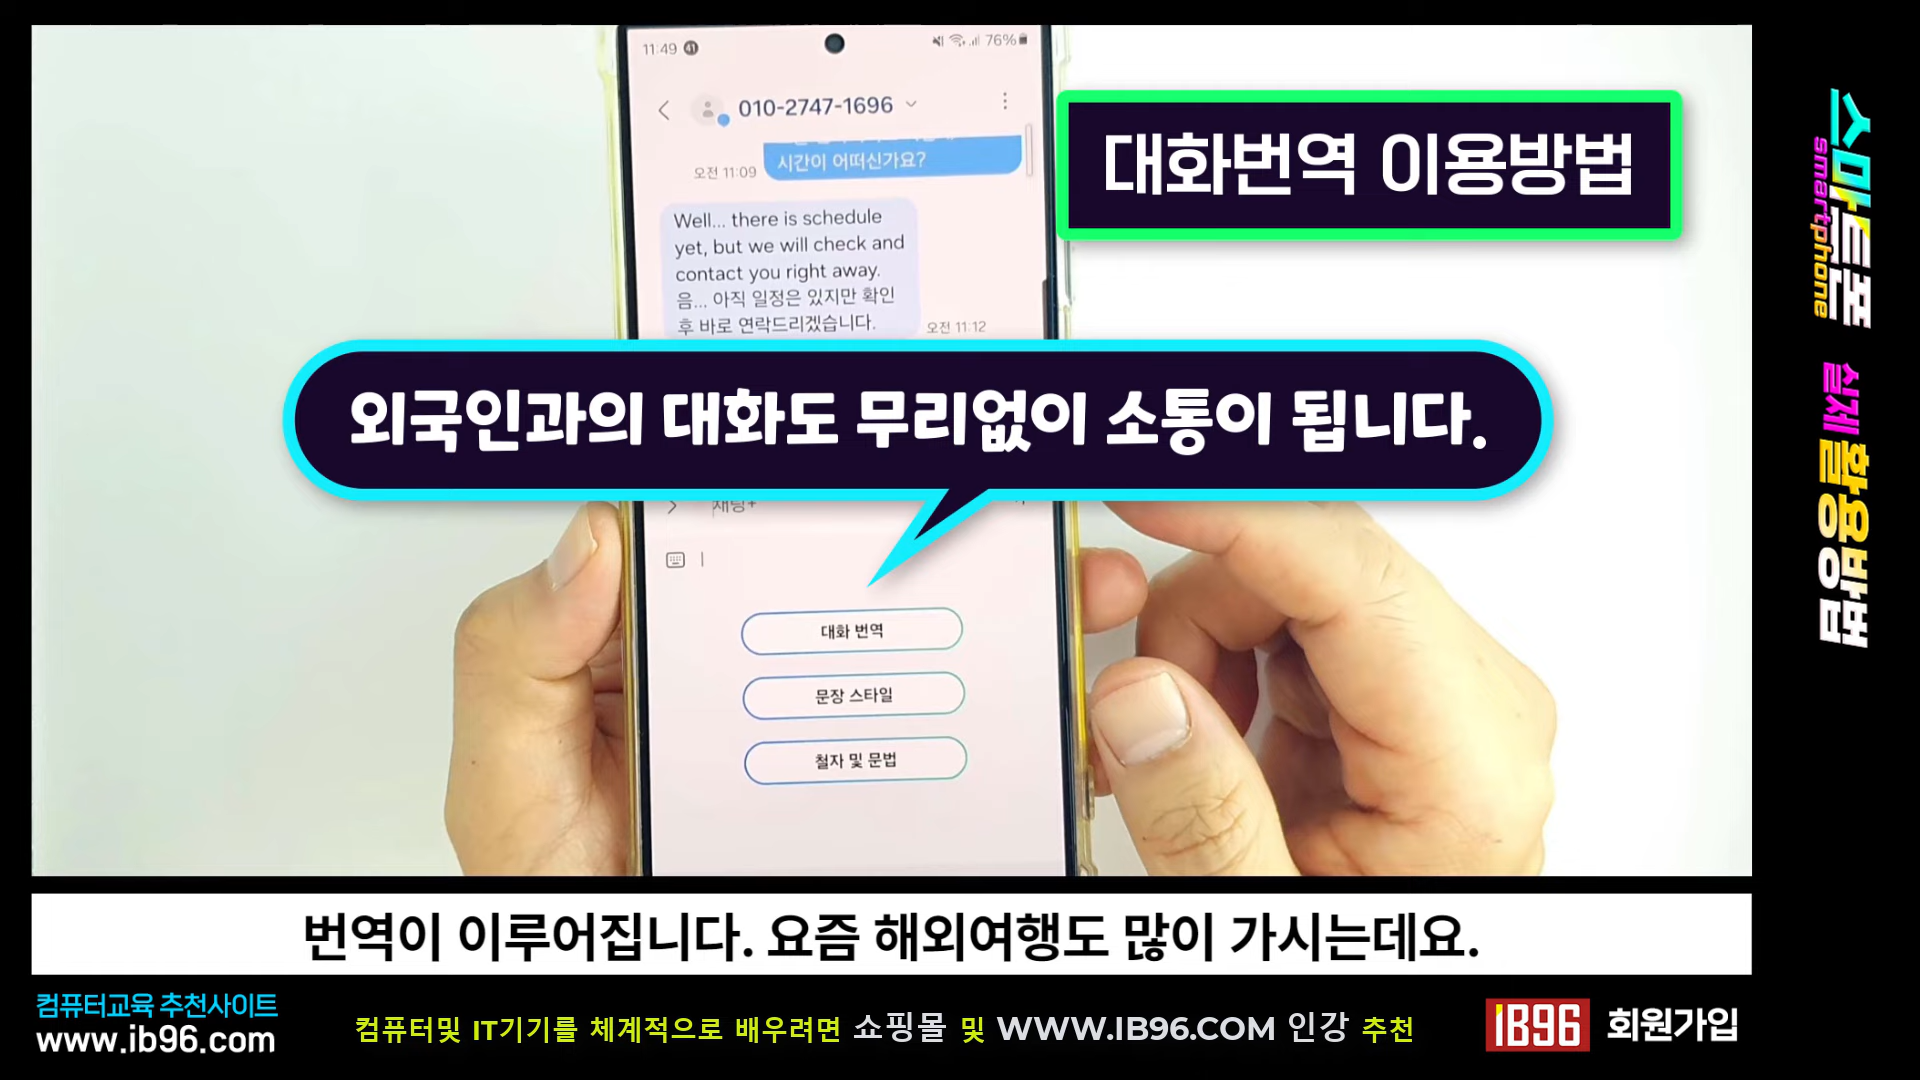 11:49 41
76%
010-2747-1696
시간이 어떠신가요?
오전 11:09
Well... there is schedule
yet, but we will check and
contact you right away.
음... 아직 일정은 있지만 확인
후 바로 연락드리겠습니다.
오전 11:12
대화번역 이용방법
외국인과의 대화도 무리없이 소통이 됩니다.
채팅+
대화 번역
문장 스타일
철자 및 문법
스마트폰 실제활용방법
smartphone
번역이 이루어집니다. 요즘 해외여행도 많이 가시는데요.
컴퓨터교육 추천사이트
www.ib96.com
컴퓨터및 IT기기를 체계적으로 배우려면 쇼핑몰 및 WWW.IB96.COM 인강 추천
IB96 회원가입